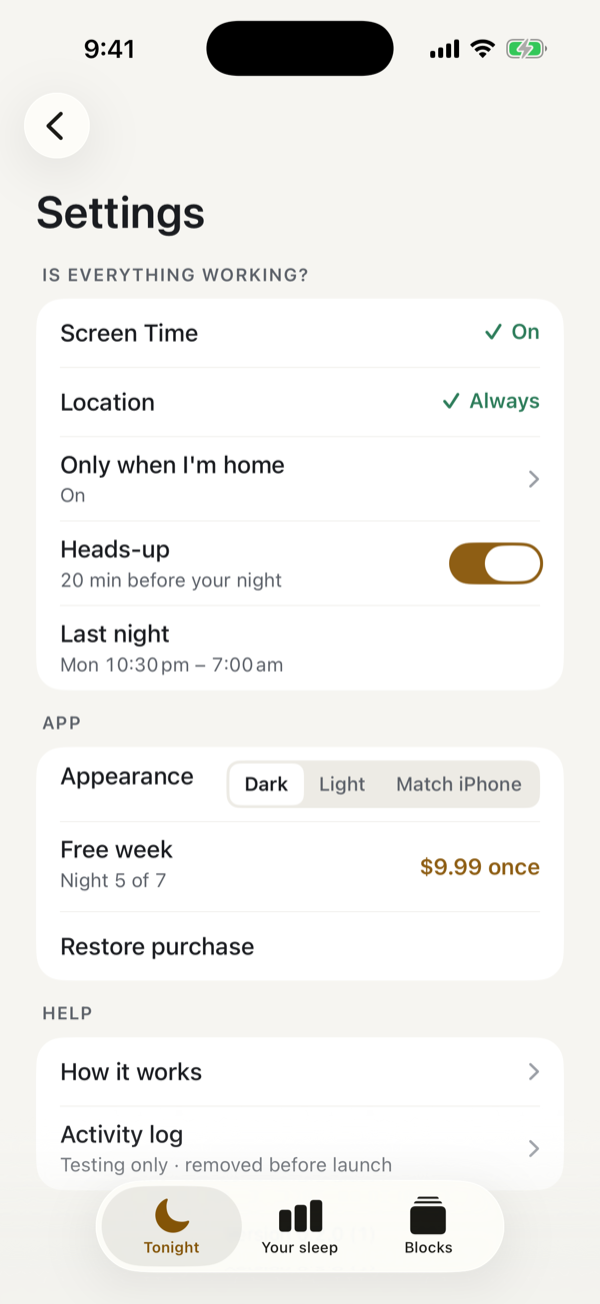 9:41
Settings
IS EVERYTHING WORKING?
Screen Time
✓ On
Location
✓ Always
Only when I'm home
On
Heads-up
20 min before your night
Last night
Mon 10:30 pm – 7:00 am
APP
Appearance
Dark Light Match iPhone
Free week
Night 5 of 7
$9.99 once
Restore purchase
HELP
How it works
Activity log
Testing only · removed before launch
Tonight Your sleep Blocks